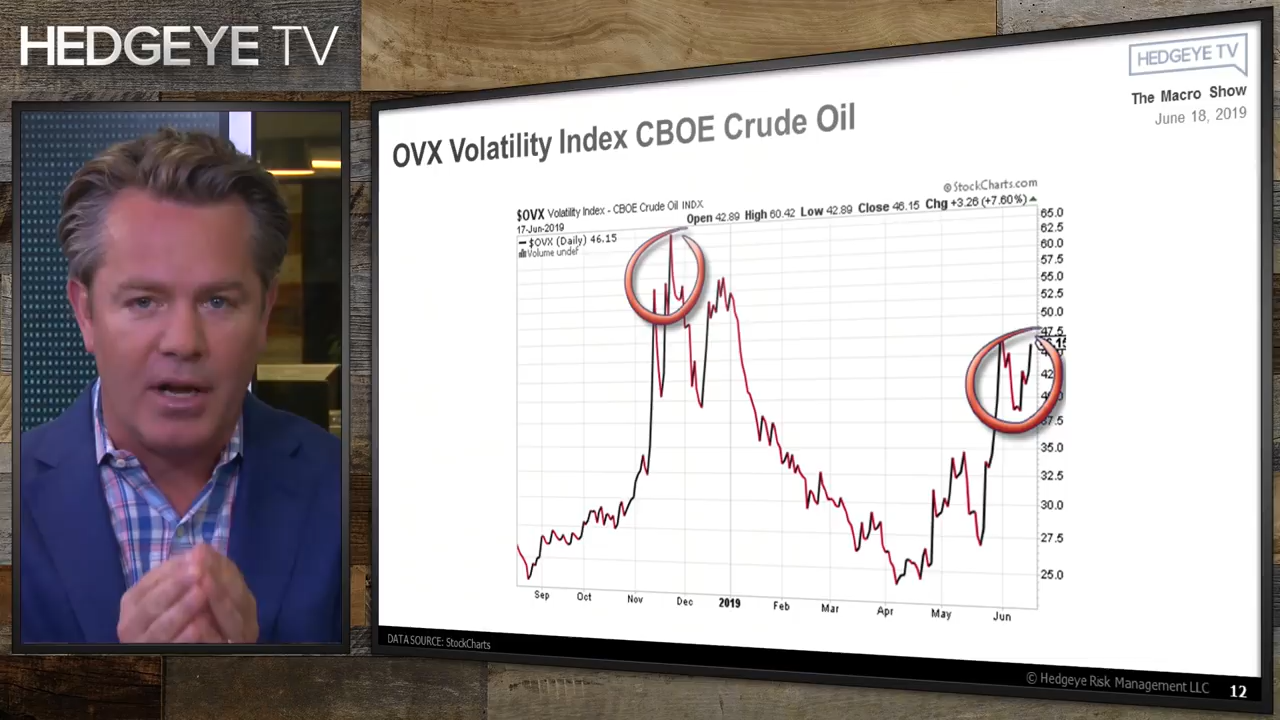 HEDGEYE TV
HEDGEYE TV
The Macro Show
June 18, 2019
OVX Volatility Index CBOE Crude Oil
© StockCharts.com
$OVX Volatility Index - CBOE Crude Oil INDX
17-Jun-2019
Open 42.89 High 60.42 Low 42.89 Close 46.15 Chg +3.26 (+7.60%)
$OVX (Daily) 46.15
Volume undef
65.0
62.5
60.0
57.5
55.0
52.5
50.0
47.5
35.0
32.5
30.0
27.5
25.0
Sep Oct Nov Dec 2019 Feb Mar Apr May Jun
DATA SOURCE: StockCharts
© Hedgeye Risk Management LLC 12